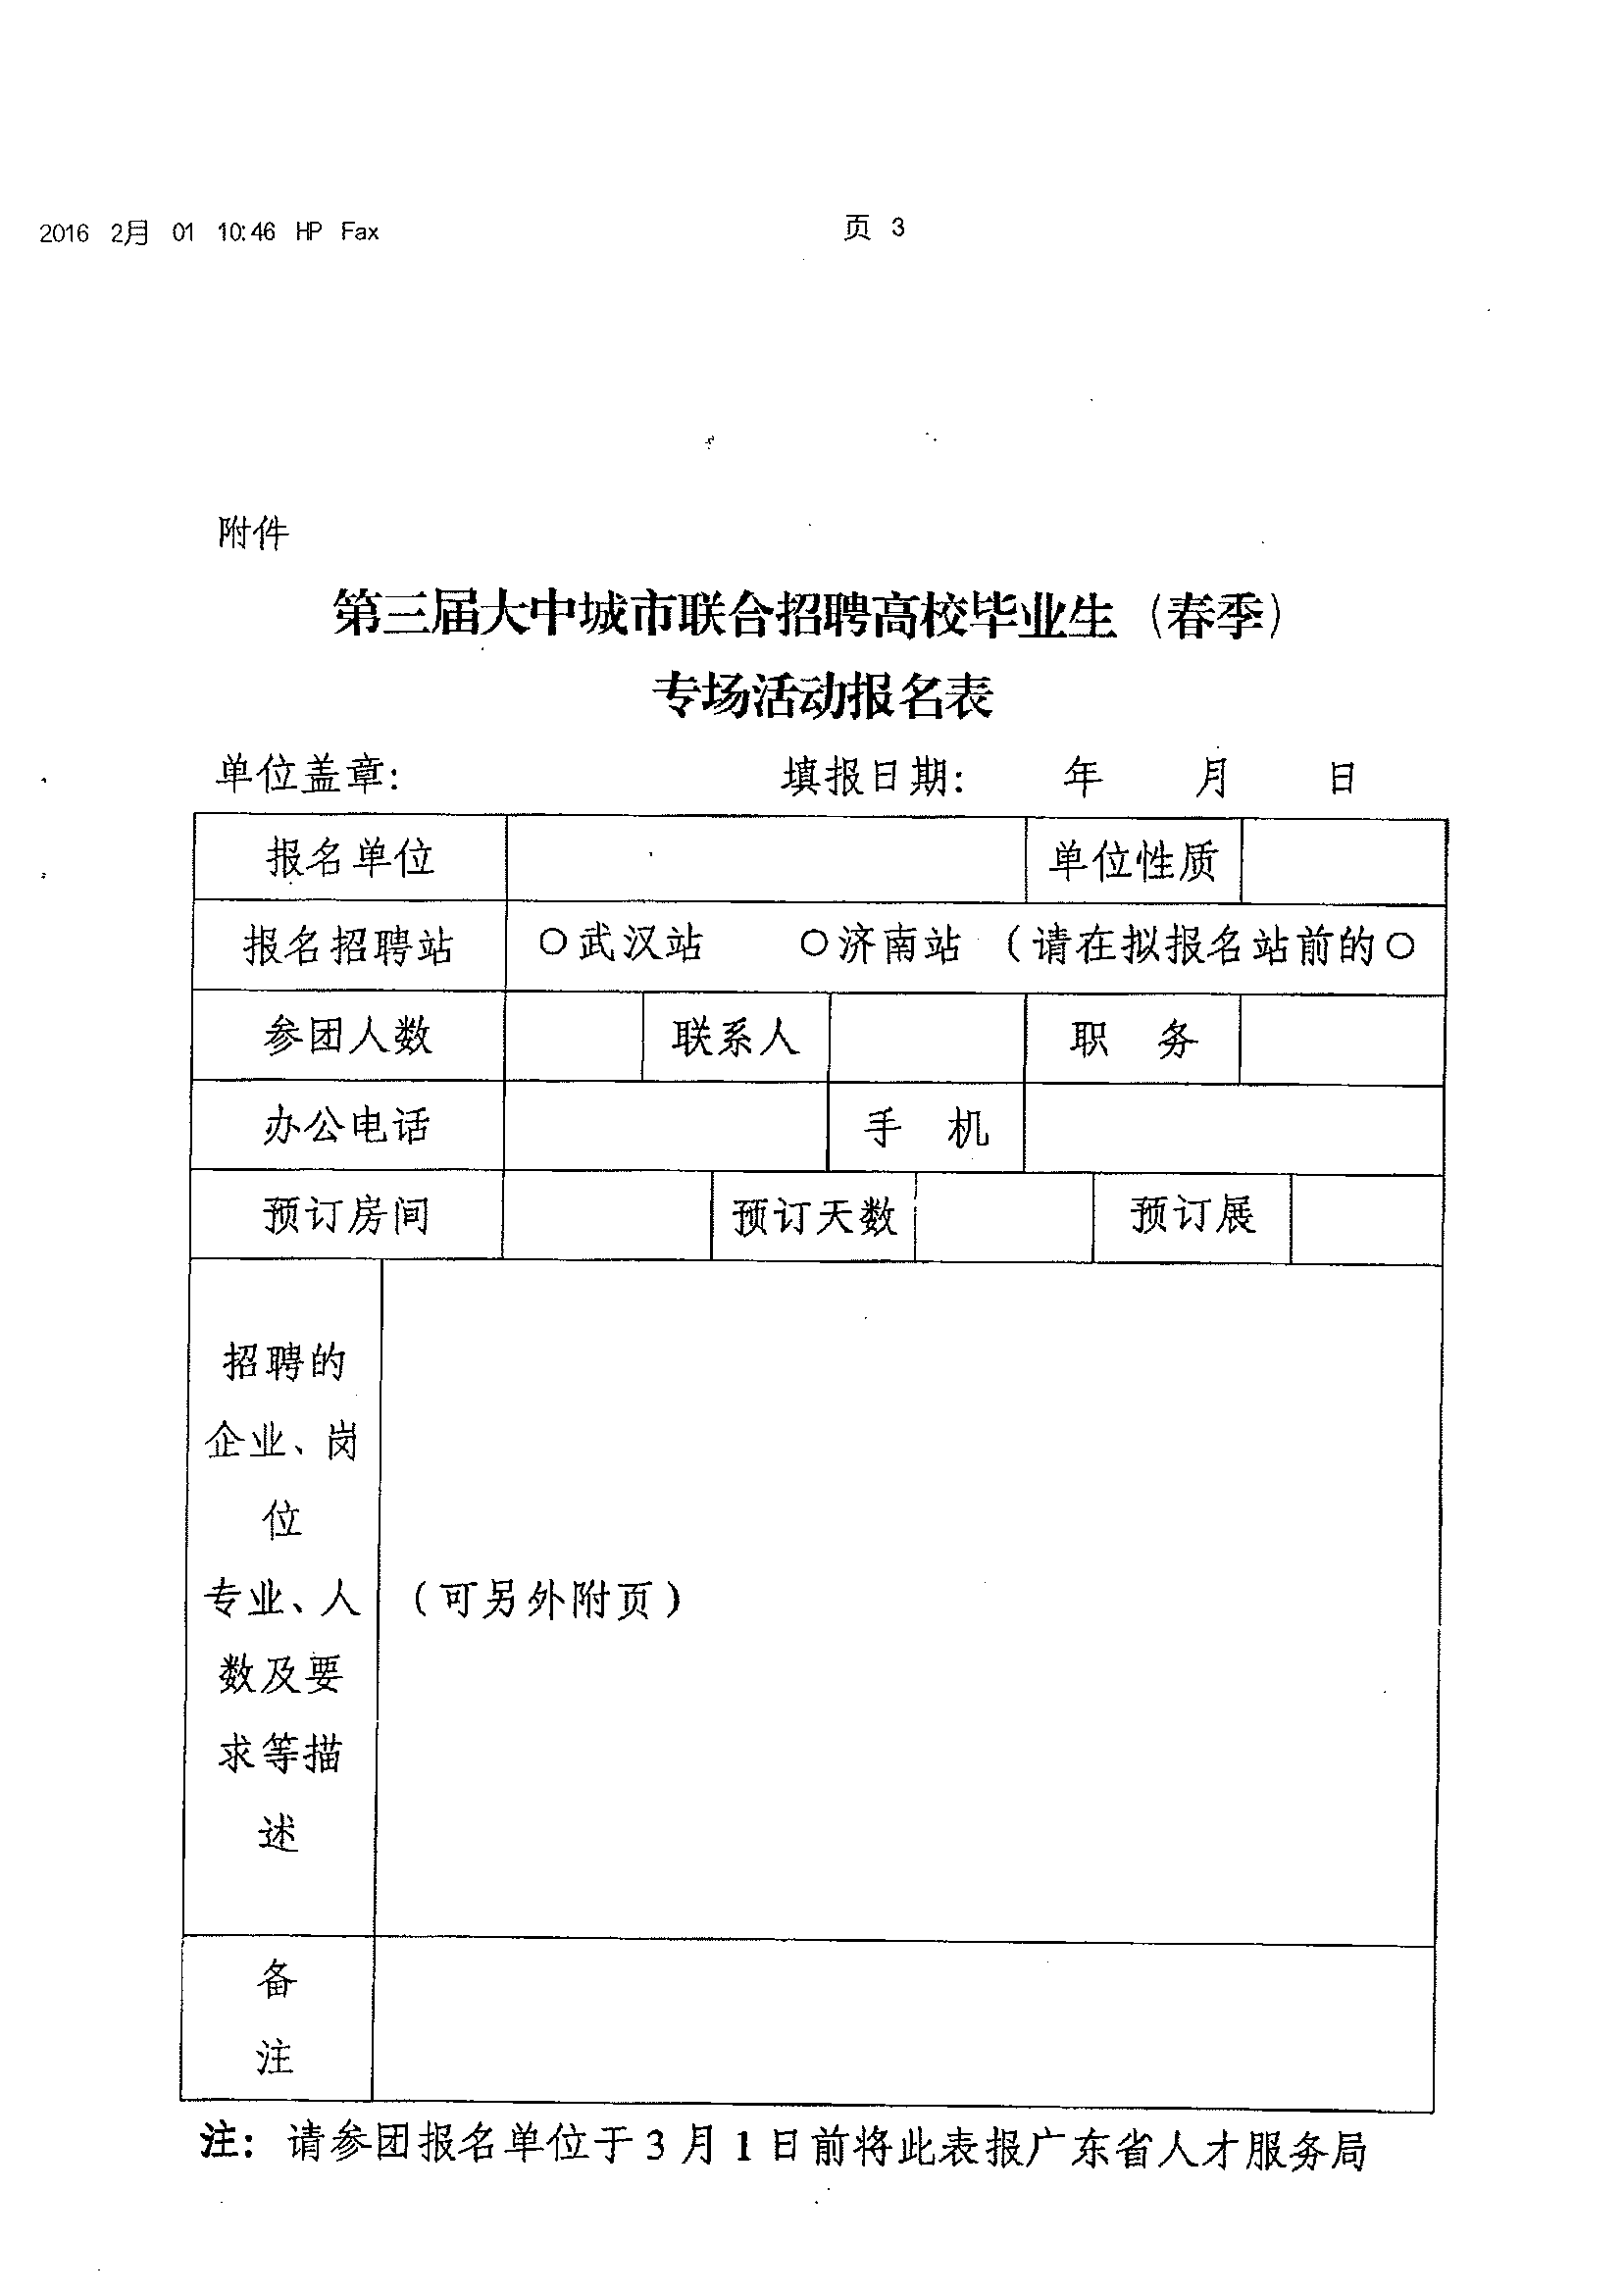 2016 2月 01 10:46 HP Fax 页 3
附件
第三届大中城市联合招聘高校毕业生（春季）
专场活动报名表
单位盖章: 填报日期: 年 月 日
报名单位 单位性质
报名招聘站 ○武汉站 ○济南站 （请在拟报名站前的○
参团人数 联系人 职 务
办公电话 手 机
预订房间 预订天数 预订展
招聘的
企业、岗
位
专业、人 （可另外附页）
数及要
求等描
述
备
注
注: 请参团报名单位于3月1日前将此表报广东省人才服务局